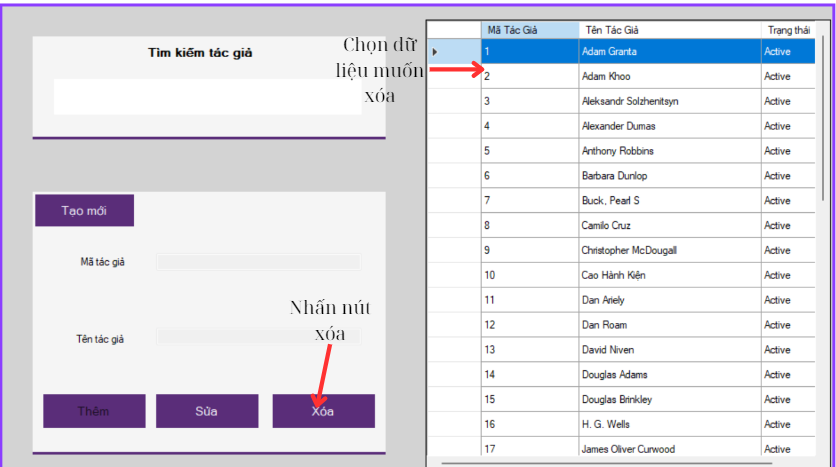 Tìm kiếm tác giả
Chọn dữ
liệu muốn
xóa
Tạo mới
Mã tác giả
Tên tác giả
Nhấn nút
xóa
Thêm
Sửa
Xóa
Mã Tác Giả Tên Tác Giả Trạng thái
1 Adam Granta Active
2 Adam Khoo Active
3 Aleksandr Solzhenitsyn Active
4 Alexander Dumas Active
5 Anthony Robbins Active
6 Barbara Dunlop Active
7 Buck, Pearl S Active
8 Camilo Cruz Active
9 Christopher McDougall Active
10 Cao Hành Kiện Active
11 Dan Ariely Active
12 Dan Roam Active
13 David Niven Active
14 Douglas Adams Active
15 Douglas Brinkley Active
16 H. G. Wells Active
17 James Oliver Curwood Active